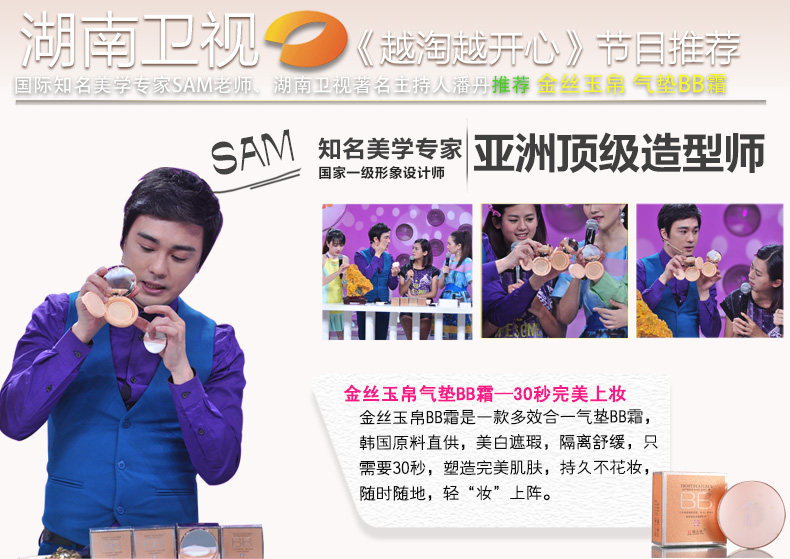 湖南卫视《越淘越开心》节目推荐
国际知名美学专家SAM老师、湖南卫视著名主持人潘丹推荐 金丝玉帛 气垫BB霜
SAM
知名美学专家
国家一级形象设计师
亚洲顶级造型师
金丝玉帛气垫BB霜—30秒完美上妆
金丝玉帛BB霜是一款多效合一气垫BB霜，
韩国原料直供，美白遮瑕，隔离舒缓，只
需要30秒，塑造完美肌肤，持久不花妆，
随时随地，轻“妆”上阵。
BB